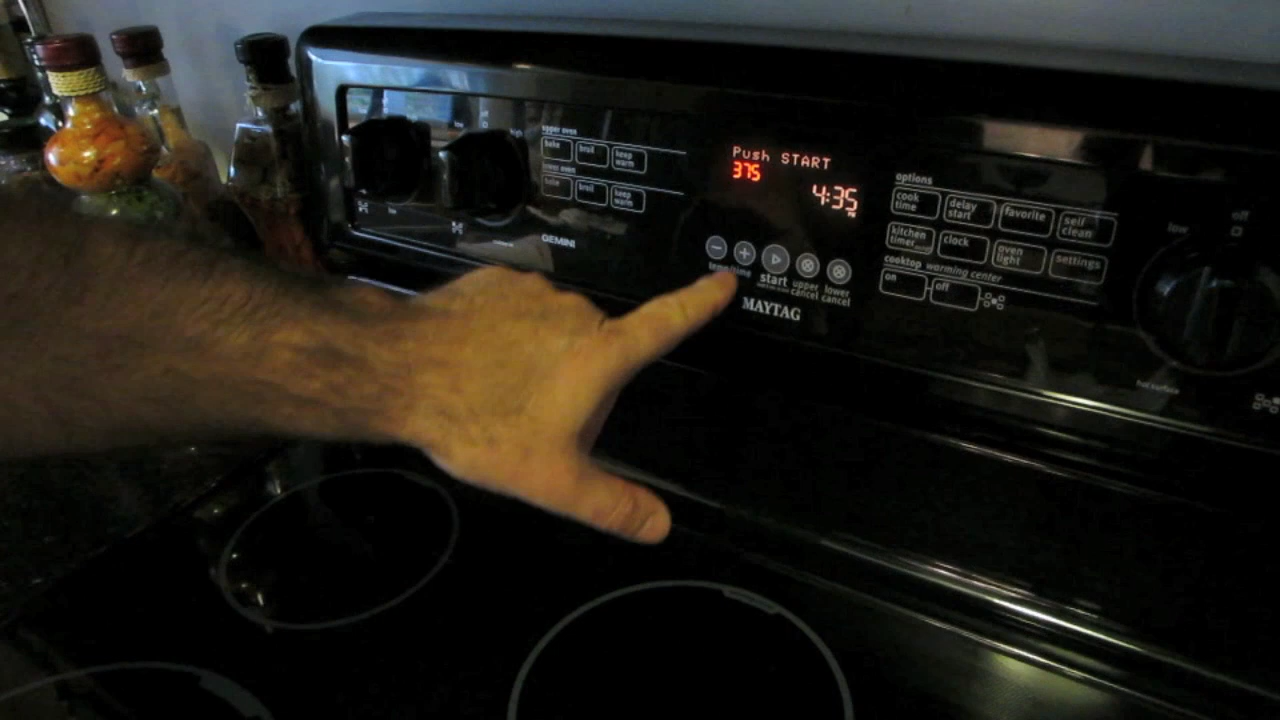 upper oven
bake broil keep warm
lower oven
bake broil keep warm
GEMINI
high
Push START
375
4:35 PM
- +
start upper cancel lower cancel
MAYTAG
options
cook time delay start favorite self clean
kitchen timer clock oven light settings
cooktop warming center
on off
off
low
hot surface